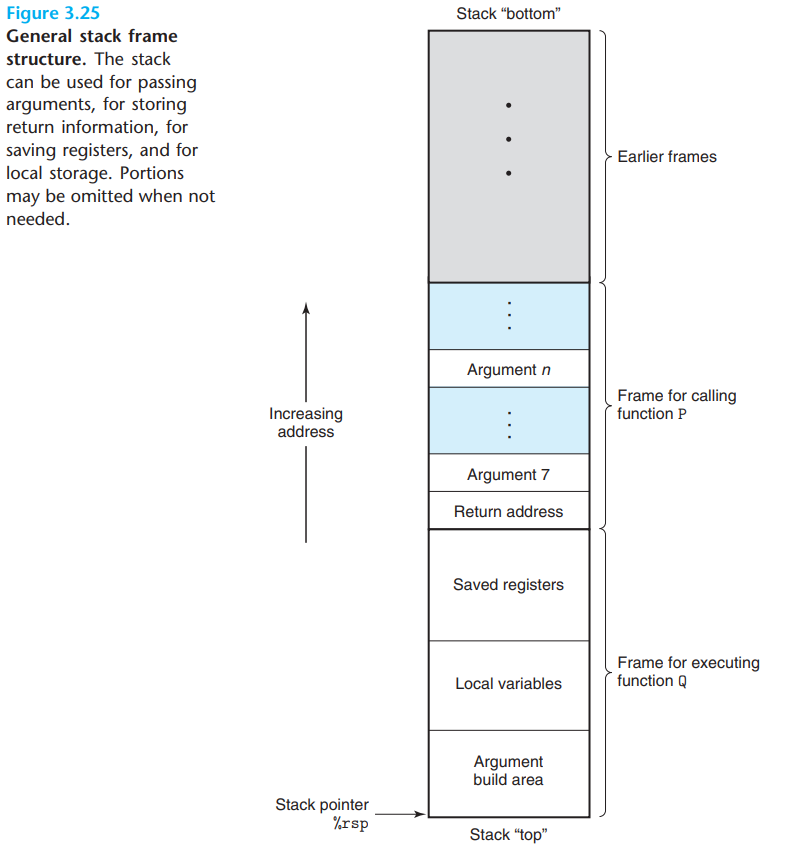 Figure 3.25
General stack frame
structure. The stack
can be used for passing
arguments, for storing
return information, for
saving registers, and for
local storage. Portions
may be omitted when not
needed.
Stack “bottom”
Earlier frames
Argument n
Increasing
address
Frame for calling
function P
Argument 7
Return address
Saved registers
Local variables
Frame for executing
function Q
Argument
build area
Stack pointer
%rsp
Stack “top”